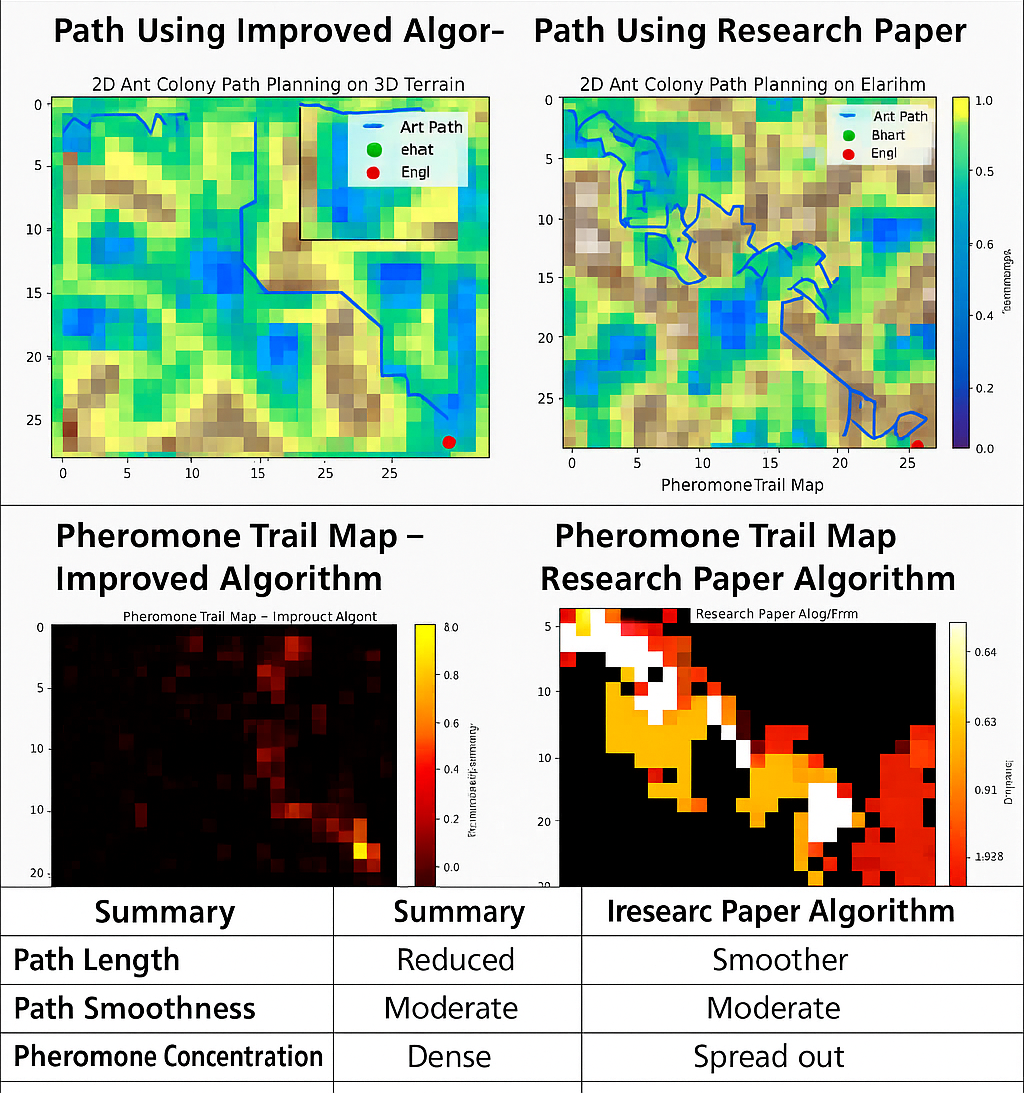 Path Using Improved Algor–
Path Using Research Paper
2D Ant Colony Path Planning on 3D Terrain
0
5
10
15
20
25
0
5
10
15
25
25
Art Path
ehat
Engl
2D Ant Colony Path Planning on Elarihm
0
5
10
15
20
25
0
5
10
15
20
25
Art Path
Bhart
Engl
1.0
0.5
0.6
0.4
0.2
0.0
PheromoneTrail Map
Pheromone Trail Map –
Improved Algorithm
Pheromone Trail Map – Improuct Algont
0
5
10
10
20
8.0
0.8
0.6
0.4
0.2
0.0
Pheromone Trail Map
Research Paper Algorithm
Research Paper Alog/Frm
5
10
10
20
0.64
0.63
0.91
1.928
Summary
Summary
Iresearc Paper Algorithm
Path Length
Reduced
Smoother
Path Smoothness
Moderate
Moderate
Pheromone Concentration
Dense
Spread out